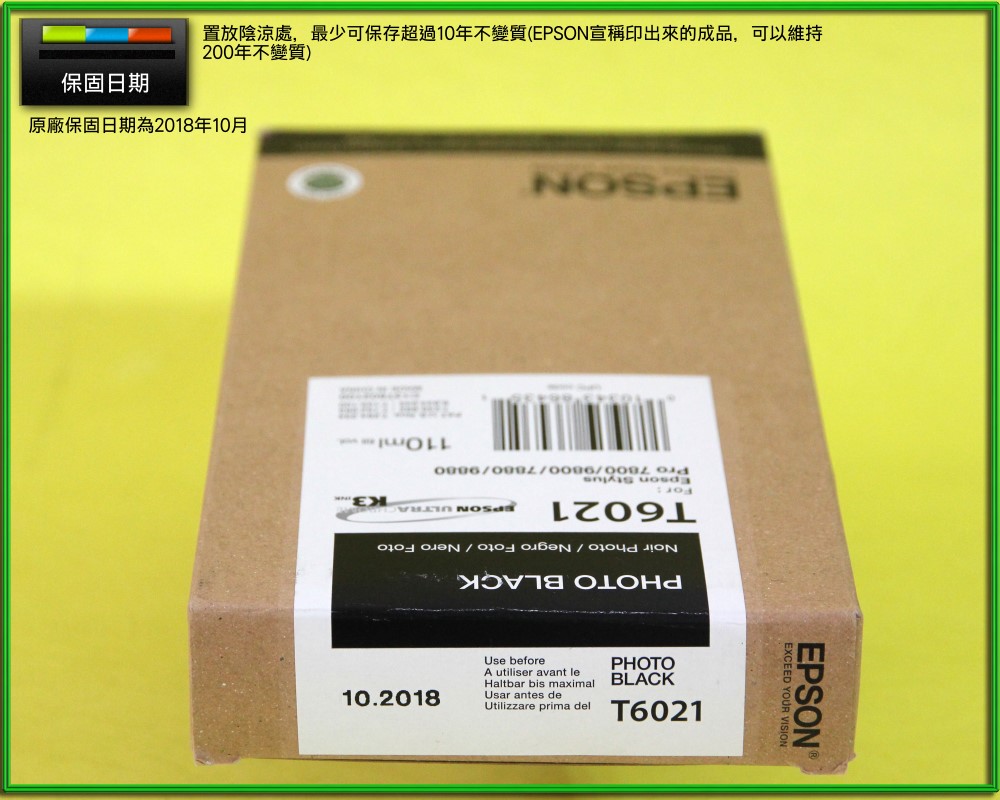 保固日期
置放陰涼處，最少可保存超過10年不變質(EPSON宣稱印出來的成品，可以維持
200年不變質)
原廠保固日期為2018年10月
EPSON
110ml
For:
Epson Stylus
Pro 7800/9800/7880/9880
T6021
EPSON ULTRACHROME K3 INK
Noir Photo / Negro Foto / Nero Foto
PHOTO BLACK
10.2018
Use before
A utiliser avant le
Haltbar bis maximal
Usar antes de
Utilizzare prima del
PHOTO
BLACK
T6021
EPSON®
EXCEED YOUR VISION